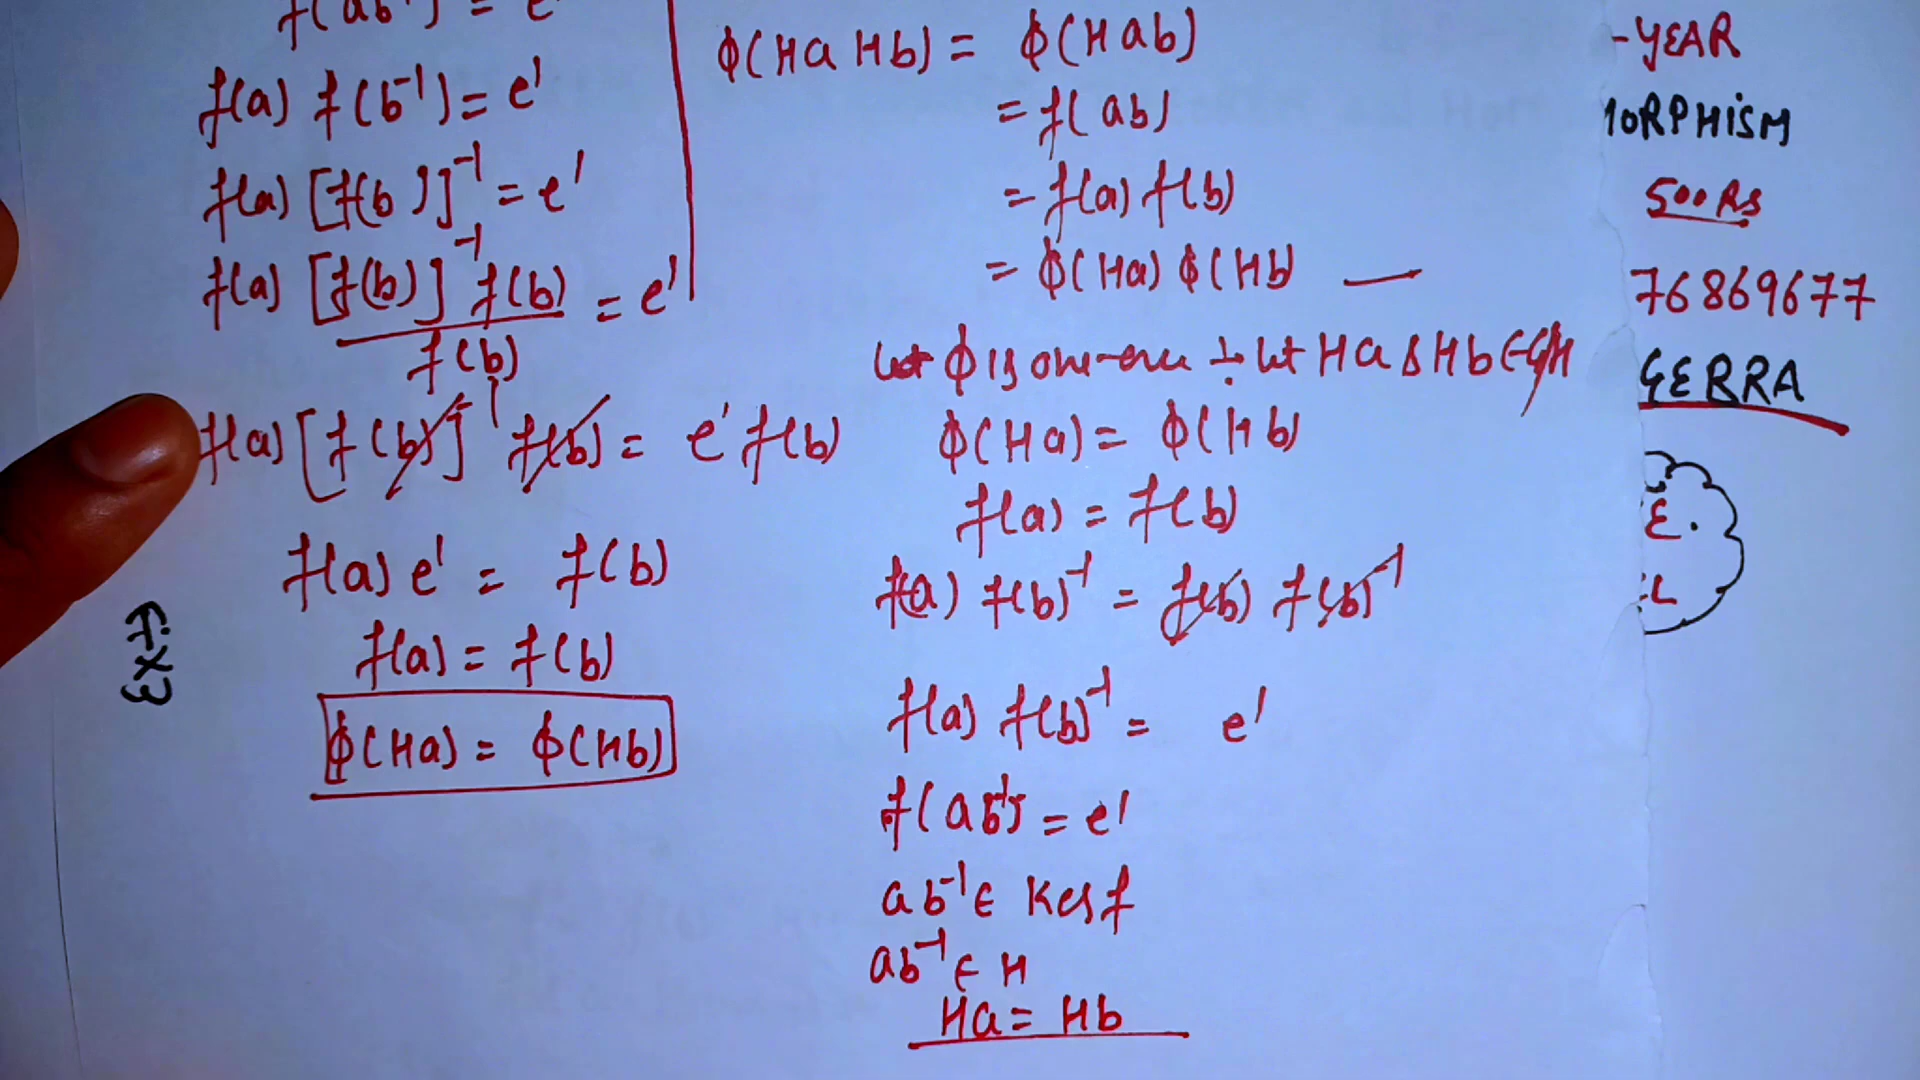 f(ab⁻¹) = e'
f(a) f(b⁻¹) = e'
f(a) [f(b)]⁻¹ = e'
f(a) [f(b)]⁻¹ f(b) = e'
f(b)
f(a) [f(b)]⁻¹ f(b) = e' f(b)
f(a) e' = f(b)
f(a) = f(b)
ϕ(Ha) = ϕ(Hb)
ϕ(Ha Hb) = ϕ(Hab)
= f(ab)
= f(a) f(b)
= ϕ(Ha) ϕ(Hb
ϕ is one-one :- let Ha & Hb ∈ G/H
ϕ(Ha) = ϕ(Hb)
f(a) = f(b)
f(a) f(b)⁻¹ = f(b) f(b)⁻¹
f(a) f(b)⁻¹ = e'
f(ab⁻¹) = e'
ab⁻¹ ∈ Ker f
ab⁻¹ ∈ H
Ha = Hb
-YEAR
MORPHISM
500 Rs
76869677
GEBRA
E.
EL